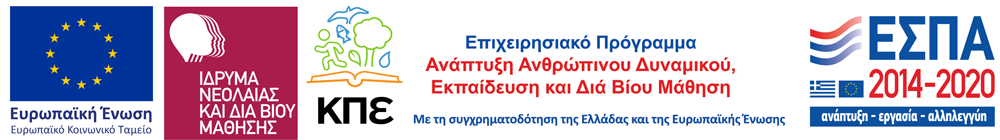 Ευρωπαϊκή Ένωση
Ευρωπαϊκό Κοινωνικό Ταμείο
ΙΔΡΥΜΑ
ΝΕΟΛΑΙΑΣ
ΚΑΙ ΔΙΑ ΒΙΟΥ
ΜΑΘΗΣΗΣ
ΚΠΕ
Επιχειρησιακό Πρόγραμμα
Ανάπτυξη Ανθρώπινου Δυναμικού,
Εκπαίδευση και Διά Βίου Μάθηση
Με τη συγχρηματοδότηση της Ελλάδας και της Ευρωπαϊκής Ένωσης
ΕΣΠΑ
2014-2020
ανάπτυξη - εργασία - αλληλεγγύη